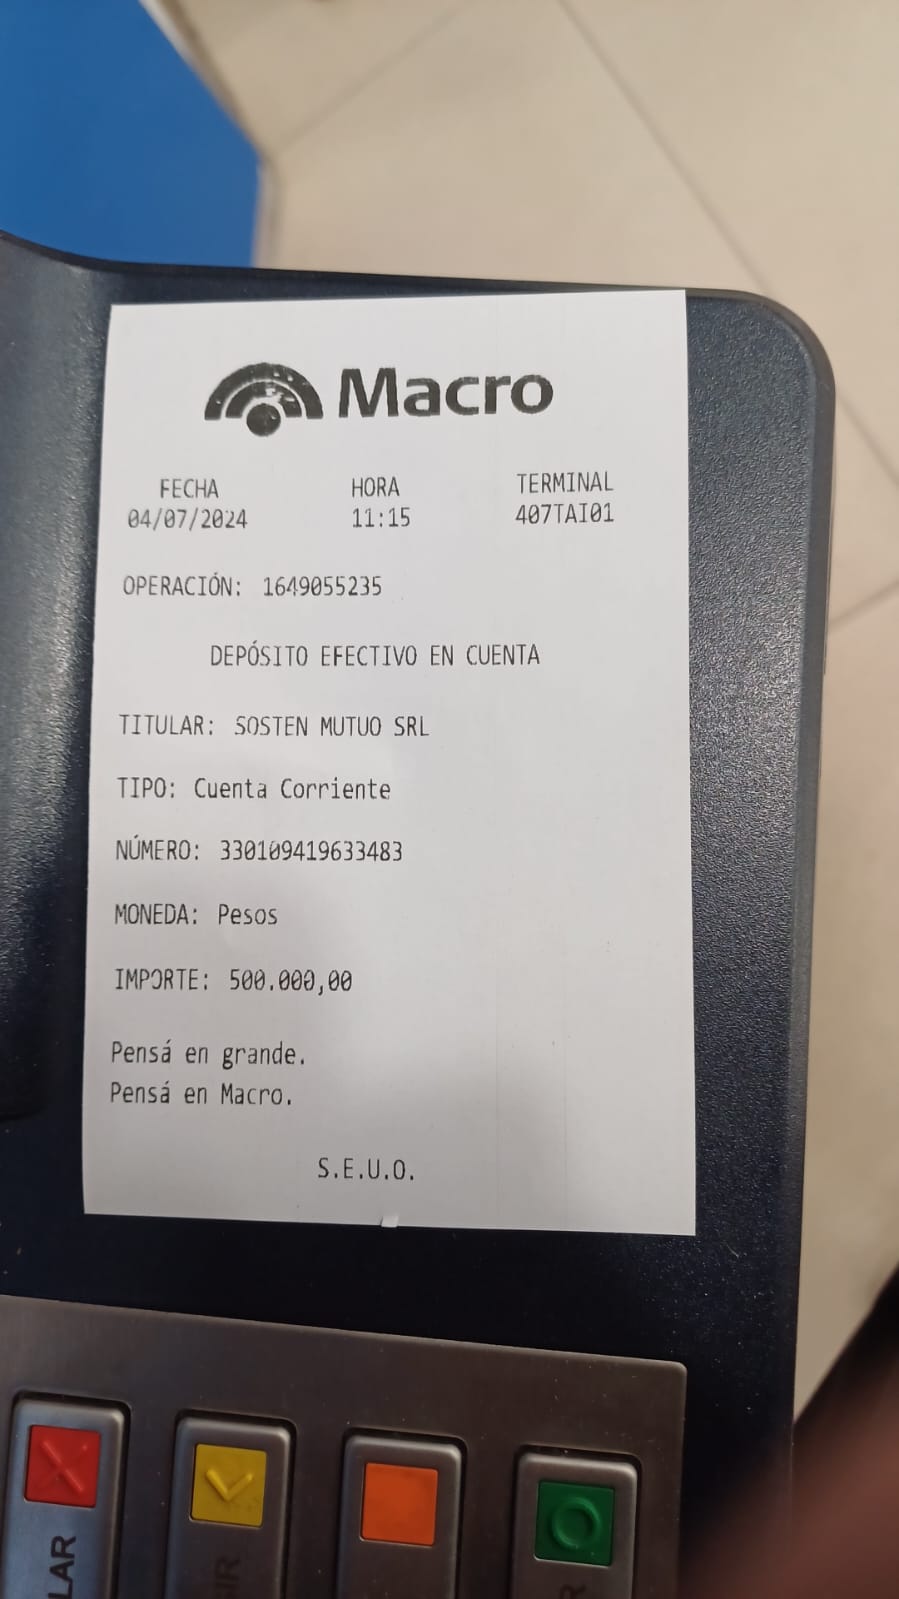 Macro
FECHA HORA TERMINAL
04/07/2024 11:15 407TAI01
OPERACIÓN: 1649055235
DEPÓSITO EFECTIVO EN CUENTA
TITULAR: SOSTEN MUTUO SRL
TIPO: Cuenta Corriente
NÚMERO: 330109419633483
MONEDA: Pesos
IMPORTE: 500.000,00
Pensá en grande.
Pensá en Macro.
S.E.U.O.
LAR